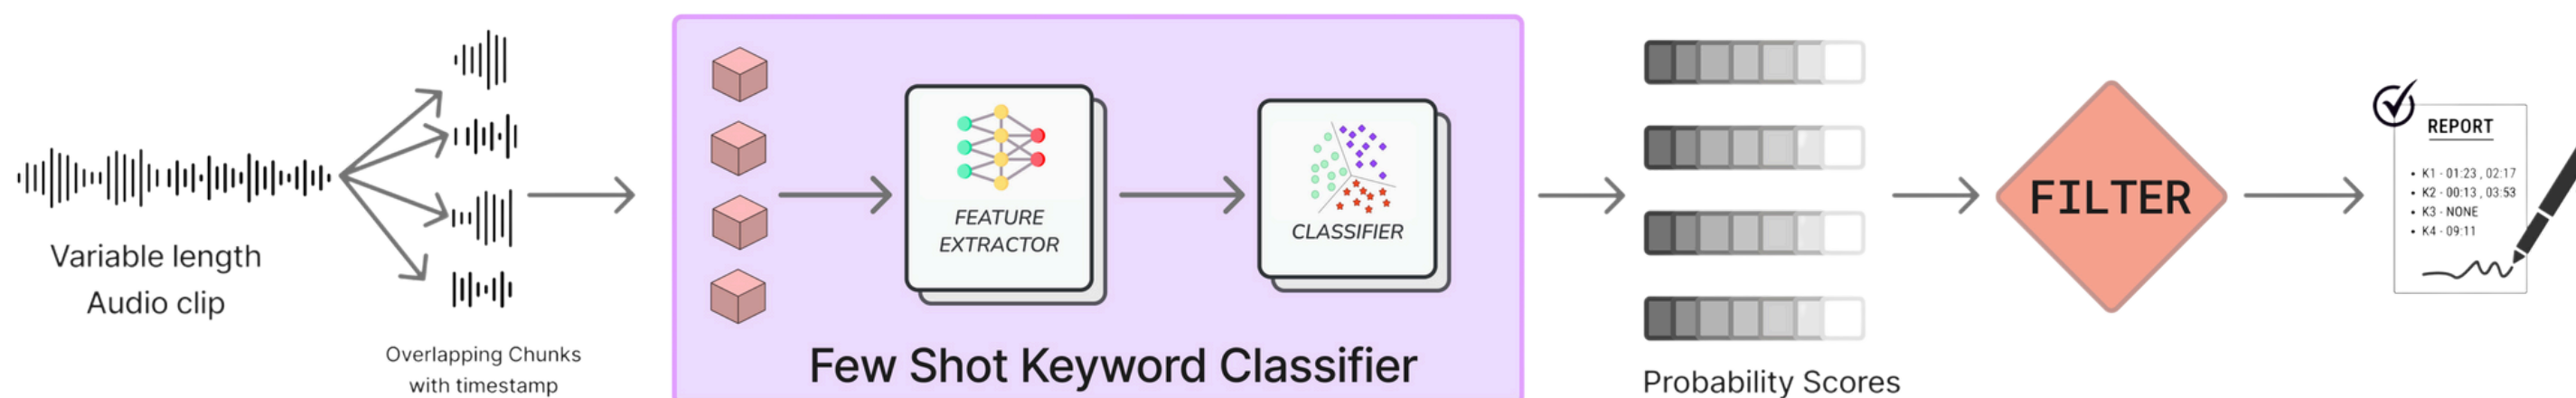 Variable length
Audio clip
Overlapping Chunks
with timestamp
FEATURE
EXTRACTOR
CLASSIFIER
Few Shot Keyword Classifier
Probability Scores
FILTER
REPORT
• K1 - 01:23 , 02:17
• K2 - 00:13 , 03:53
• K3 - NONE
• K4 - 09:11